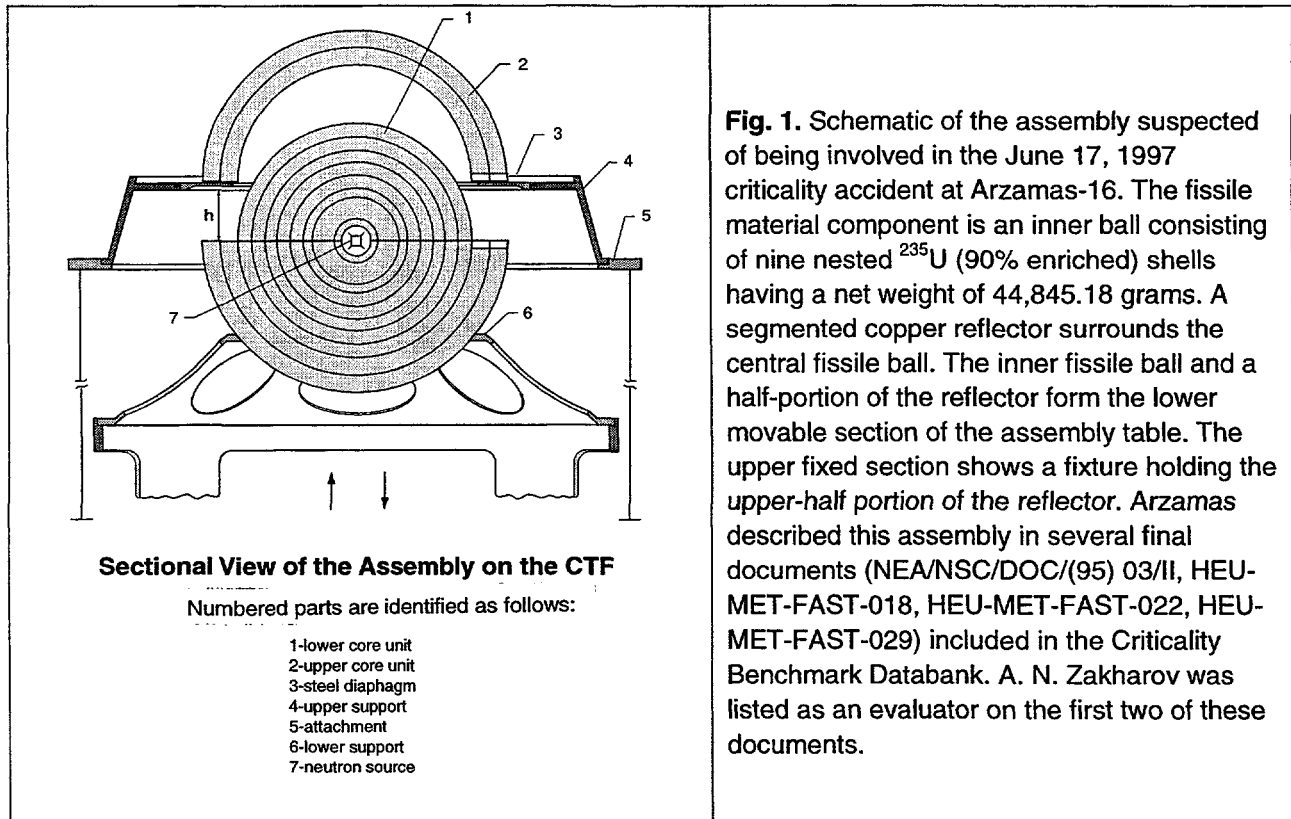 1
2
3
4
h
5
7
6
Sectional View of the Assembly on the CTF
Numbered parts are identified as follows:
1-lower core unit
2-upper core unit
3-steel diaphagm
4-upper support
5-attachment
6-lower support
7-neutron source
Fig. 1. Schematic of the assembly suspected
of being involved in the June 17, 1997
criticality accident at Arzamas-16. The fissile
material component is an inner ball consisting
of nine nested ²³⁵U (90% enriched) shells
having a net weight of 44,845.18 grams. A
segmented copper reflector surrounds the
central fissile ball. The inner fissile ball and a
half-portion of the reflector form the lower
movable section of the assembly table. The
upper fixed section shows a fixture holding the
upper-half portion of the reflector. Arzamas
described this assembly in several final
documents (NEA/NSC/DOC/(95) 03/II, HEU-
MET-FAST-018, HEU-MET-FAST-022, HEU-
MET-FAST-029) included in the Criticality
Benchmark Databank. A. N. Zakharov was
listed as an evaluator on the first two of these
documents.